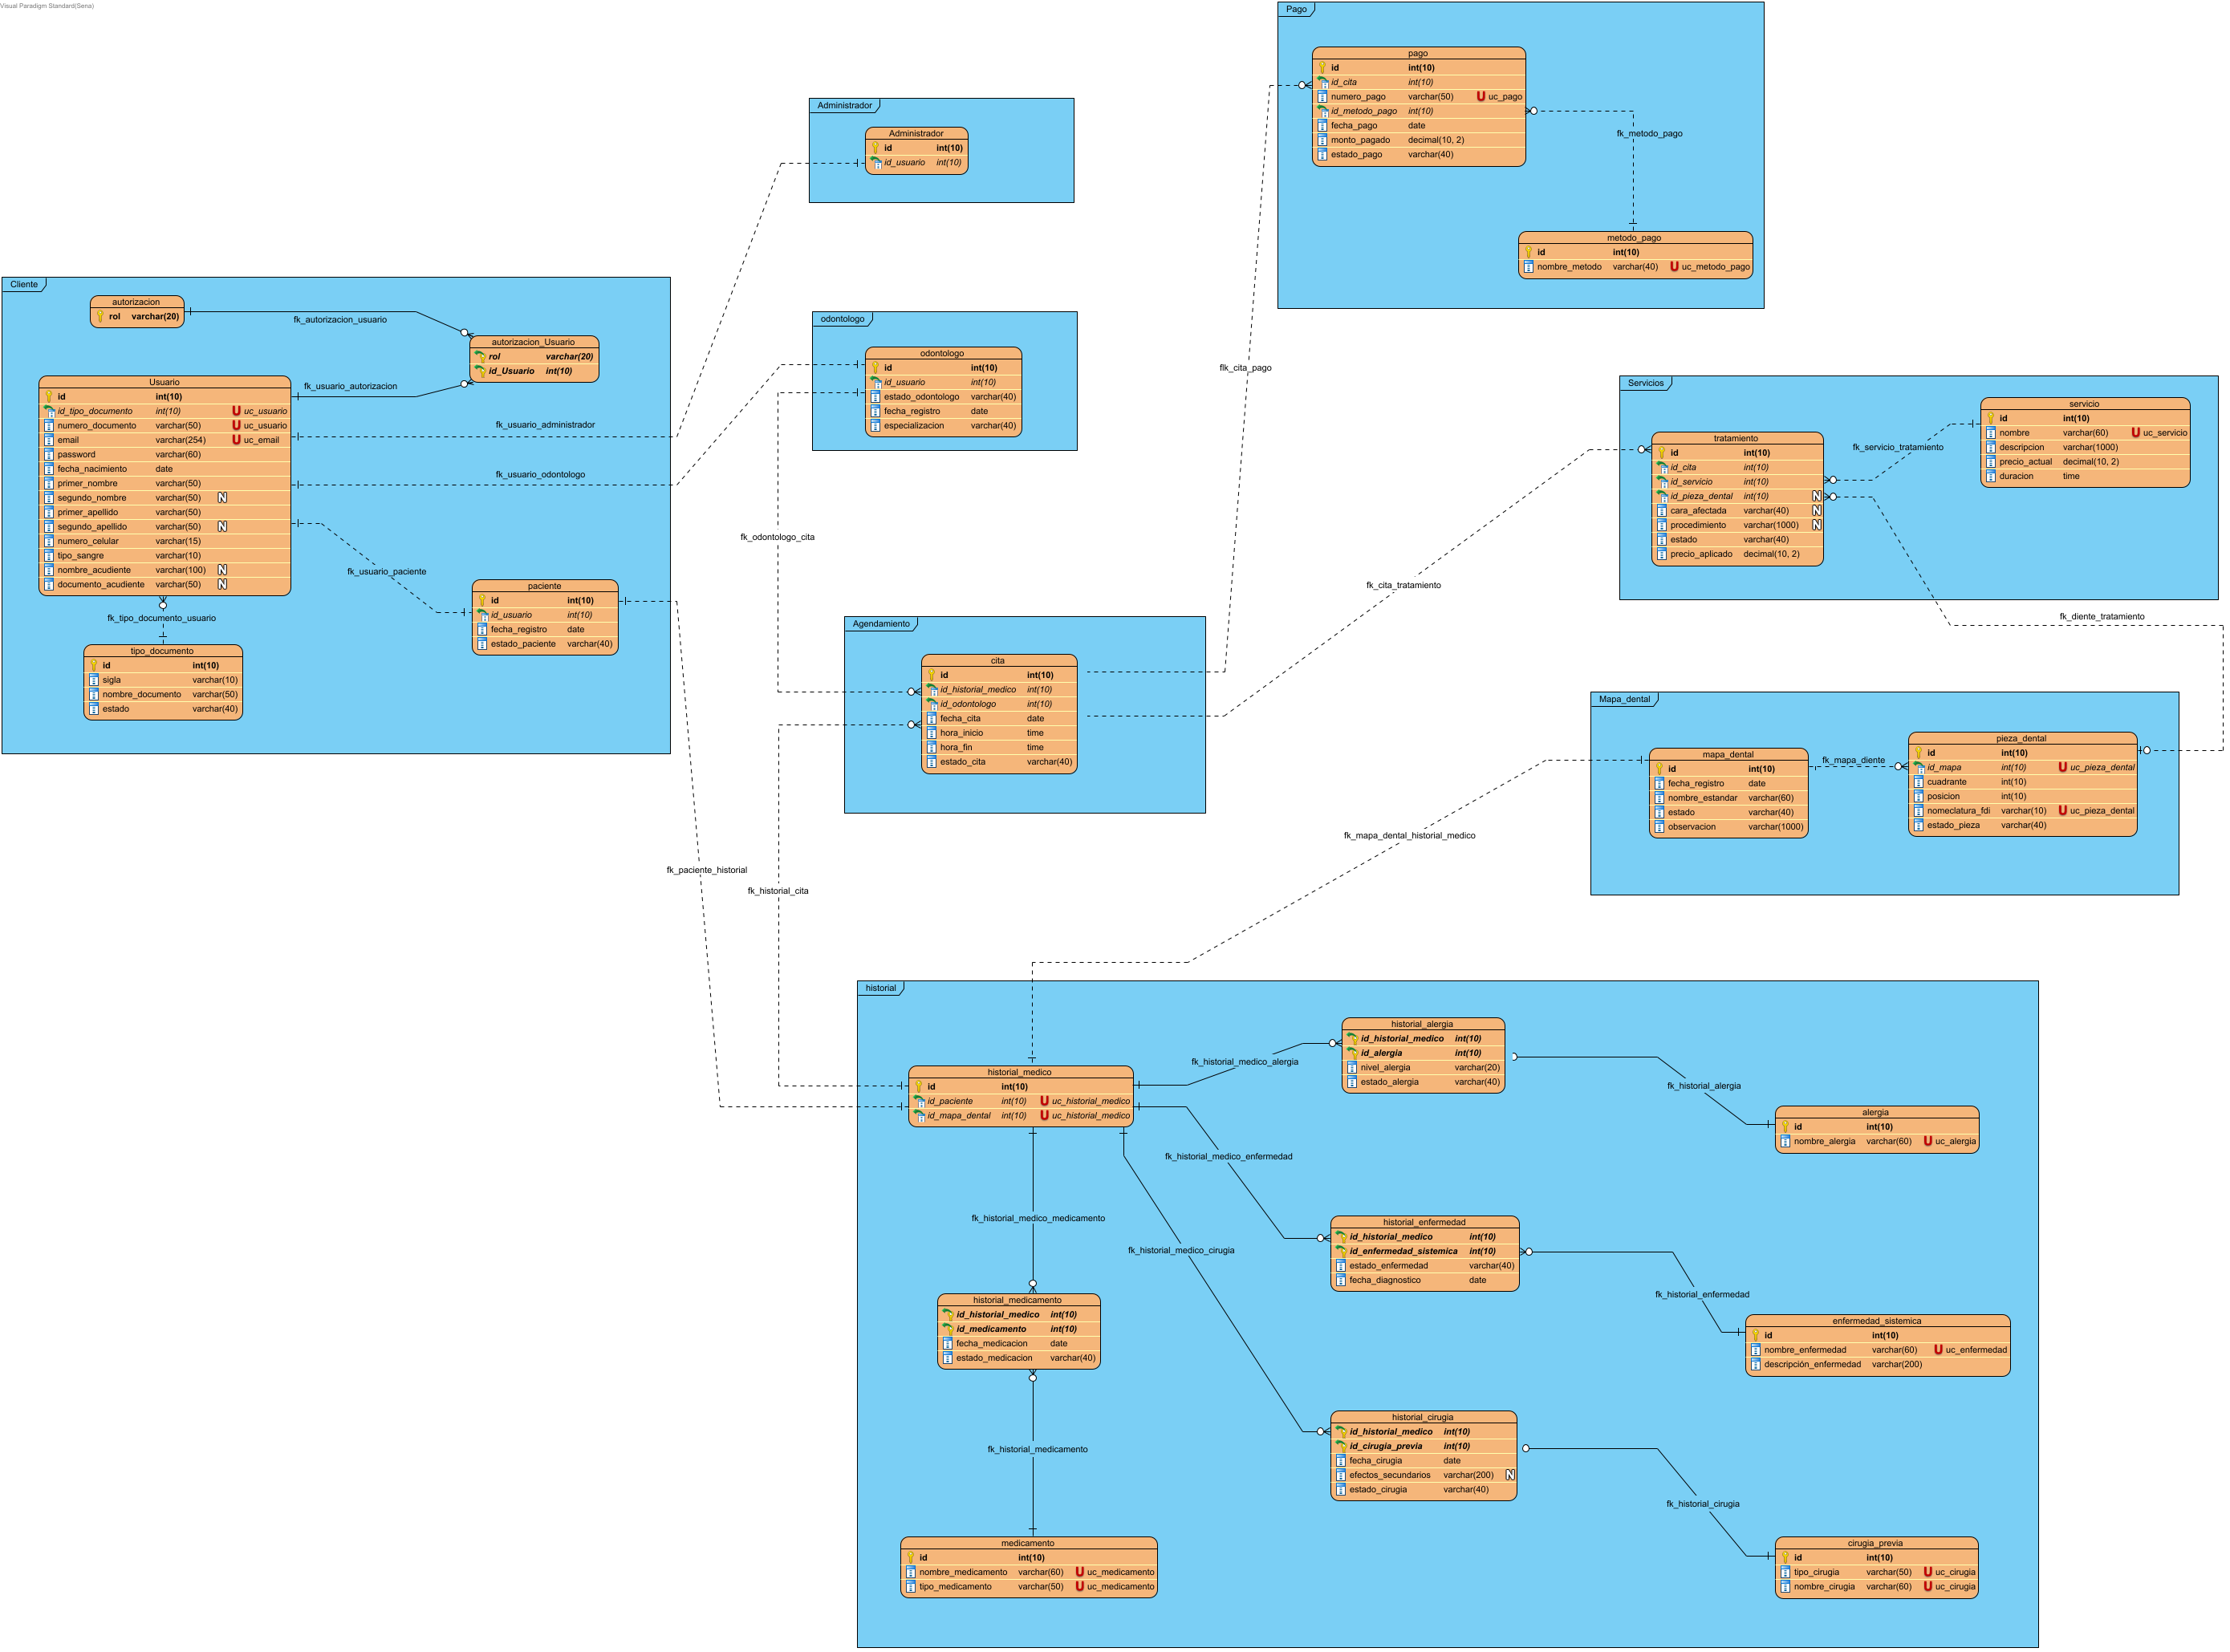 Visual Paradigm Standard(Sena)
Pago
pago
id int(10)
id_cita int(10)
numero_pago varchar(50) U uc_pago
id_metodo_pago int(10)
fecha_pago date
monto_pagado decimal(10, 2)
estado_pago varchar(40)
fk_metodo_pago
metodo_pago
id int(10)
nombre_metodo varchar(40) U uc_metodo_pago
Administrador
Administrador
id int(10)
id_usuario int(10)
Cliente
autorizacion
rol varchar(20)
fk_autorizacion_usuario
autorizacion_Usuario
rol varchar(20)
id_Usuario int(10)
fk_usuario_autorizacion
Usuario
id int(10)
id_tipo_documento int(10) U uc_usuario
numero_documento varchar(50) U uc_usuario
email varchar(254) U uc_email
password varchar(60)
fecha_nacimiento date
primer_nombre varchar(50)
segundo_nombre varchar(50) N
primer_apellido varchar(50)
segundo_apellido varchar(50) N
numero_celular varchar(15)
tipo_sangre varchar(10)
nombre_acudiente varchar(100) N
documento_acudiente varchar(50) N
fk_usuario_administrador
fk_usuario_odontologo
fk_usuario_paciente
fk_tipo_documento_usuario
paciente
id int(10)
id_usuario int(10)
fecha_registro date
estado_paciente varchar(40)
tipo_documento
id int(10)
sigla varchar(10)
nombre_documento varchar(50)
estado varchar(40)
odontologo
odontologo
id int(10)
id_usuario int(10)
estado_odontologo varchar(40)
fecha_registro date
especializacion varchar(40)
flk_cita_pago
fk_odontologo_cita
fk_cita_tratamiento
Servicios
servicio
id int(10)
nombre varchar(60) U uc_servicio
descripcion varchar(1000)
precio_actual decimal(10, 2)
duracion time
fk_servicio_tratamiento
tratamiento
id int(10)
id_cita int(10)
id_servicio int(10)
id_pieza_dental int(10) N
cara_afectada varchar(40) N
procedimiento varchar(1000) N
estado varchar(40)
precio_aplicado decimal(10, 2)
fk_diente_tratamiento
Agendamiento
cita
id int(10)
id_historial_medico int(10)
id_odontologo int(10)
fecha_cita date
hora_inicio time
hora_fin time
estado_cita varchar(40)
Mapa_dental
mapa_dental
id int(10)
fecha_registro date
nombre_estandar varchar(60)
estado varchar(40)
observacion varchar(1000)
fk_mapa_diente
pieza_dental
id int(10)
id_mapa int(10) U uc_pieza_dental
cuadrante int(10)
posicion int(10)
nomeclatura_fdi varchar(10) U uc_pieza_dental
estado_pieza varchar(40)
fk_mapa_dental_historial_medico
fk_paciente_historial
fk_historial_cita
historial
historial_alergia
id_historial_medico int(10)
id_alergia int(10)
nivel_alergia varchar(20)
estado_alergia varchar(40)
fk_historial_medico_alergia
fk_historial_alergia
historial_medico
id int(10)
id_paciente int(10) U uc_historial_medico
id_mapa_dental int(10) U uc_historial_medico
alergia
id int(10)
nombre_alergia varchar(60) U uc_alergia
fk_historial_medico_enfermedad
fk_historial_medico_medicamento
fk_historial_medico_cirugia
historial_enfermedad
id_historial_medico int(10)
id_enfermedad_sistemica int(10)
estado_enfermedad varchar(40)
fecha_diagnostico date
fk_historial_enfermedad
historial_medicamento
id_historial_medico int(10)
id_medicamento int(10)
fecha_medicacion date
estado_medicacion varchar(40)
enfermedad_sistemica
id int(10)
nombre_enfermedad varchar(60) U uc_enfermedad
descripción_enfermedad varchar(200)
historial_cirugia
id_historial_medico int(10)
id_cirugia_previa int(10)
fecha_cirugia date
efectos_secundarios varchar(200) N
estado_cirugia varchar(40)
fk_historial_medicamento
fk_historial_cirugia
medicamento
id int(10)
nombre_medicamento varchar(60) U uc_medicamento
tipo_medicamento varchar(50) U uc_medicamento
cirugia_previa
id int(10)
tipo_cirugia varchar(50) U uc_cirugia
nombre_cirugia varchar(60) U uc_cirugia